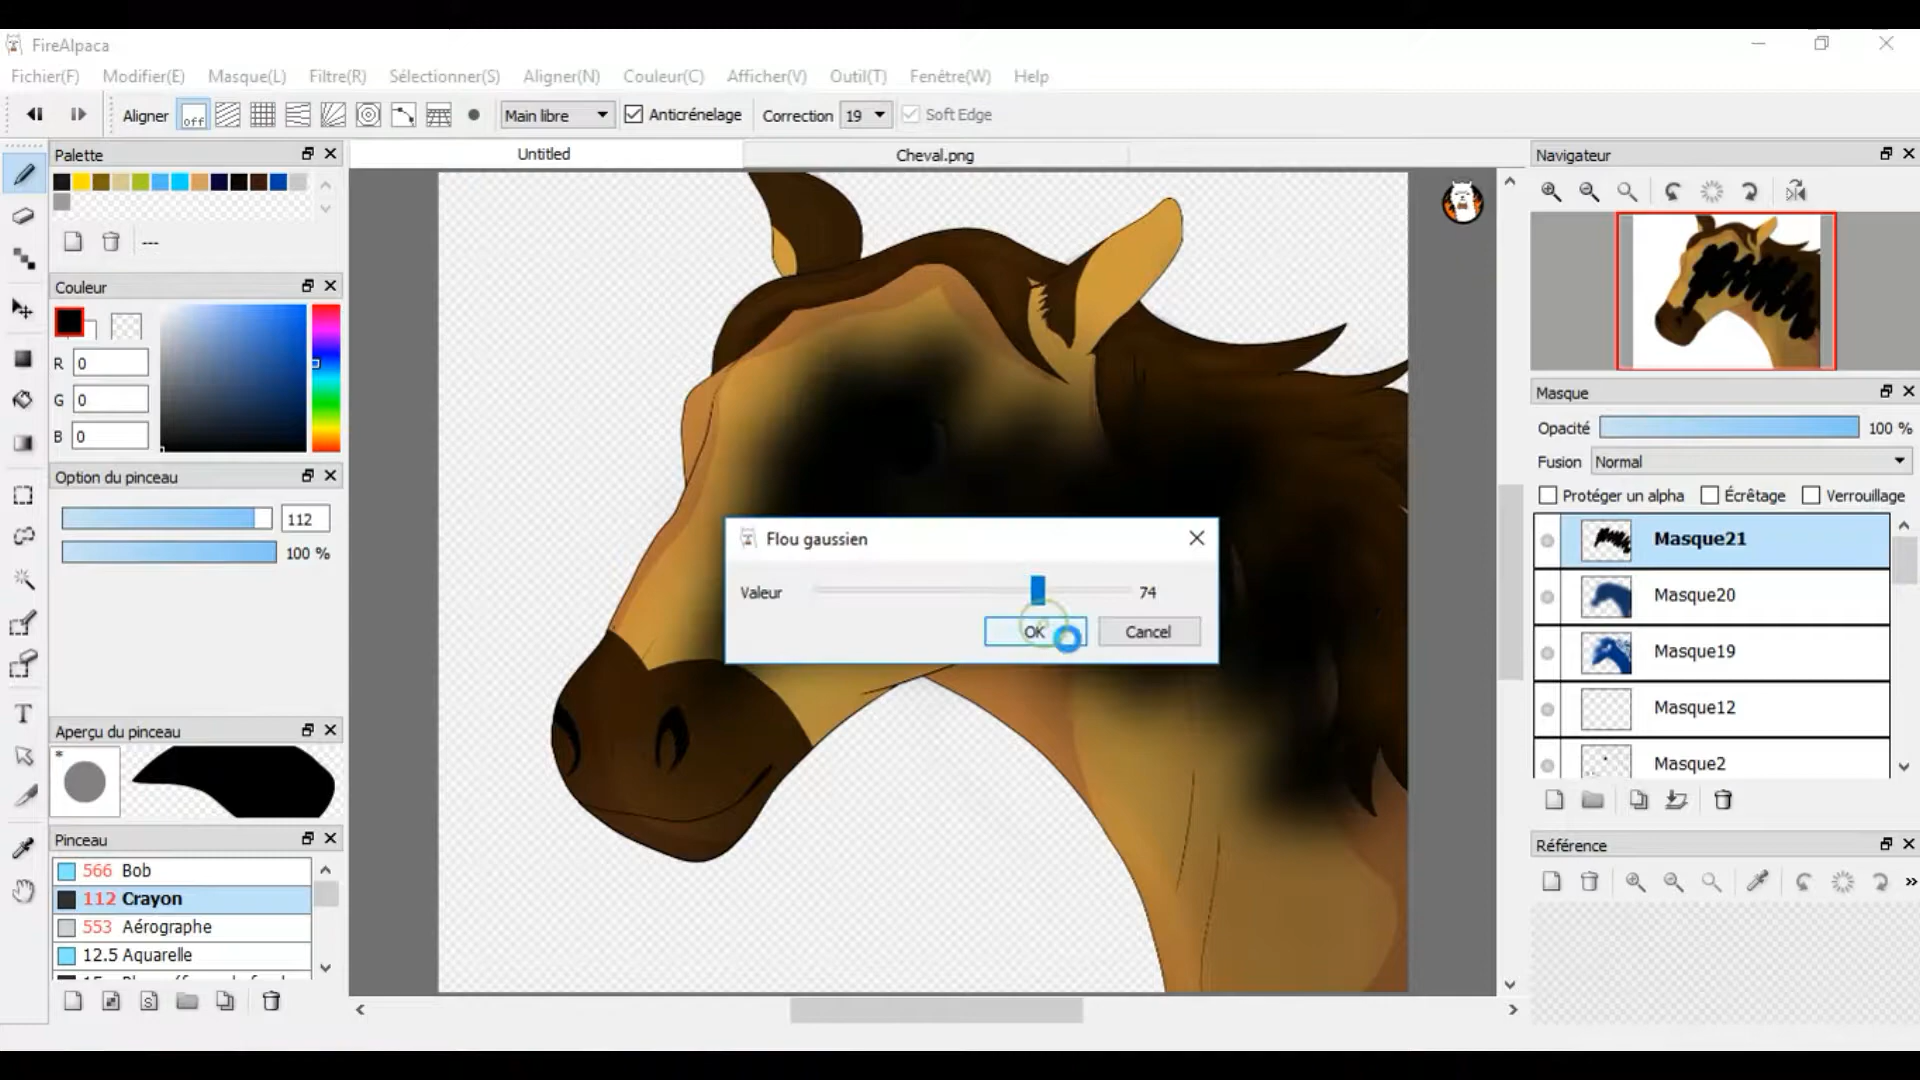 FireAlpaca
Fichier(F) Modifier(E) Masque(L) Filtre(R) Sélectionner(S) Aligner(N) Couleur(C) Afficher(V) Outil(T) Fenêtre(W) Help
Aligner off Main libre Anticrénelage Correction 19 Soft Edge
Palette
Untitled Cheval.png
Navigateur
---
Couleur
R 0
G 0
B 0
Option du pinceau
112
100 %
Aperçu du pinceau
*
Pinceau
566 Bob
112 Crayon
553 Aérographe
12.5 Aquarelle
Flou gaussien
Valeur 74
OK Cancel
Masque
Opacité 100 %
Fusion Normal
Protéger un alpha Écrêtage Verrouillage
Masque21
Masque20
Masque19
Masque12
Masque2
Référence